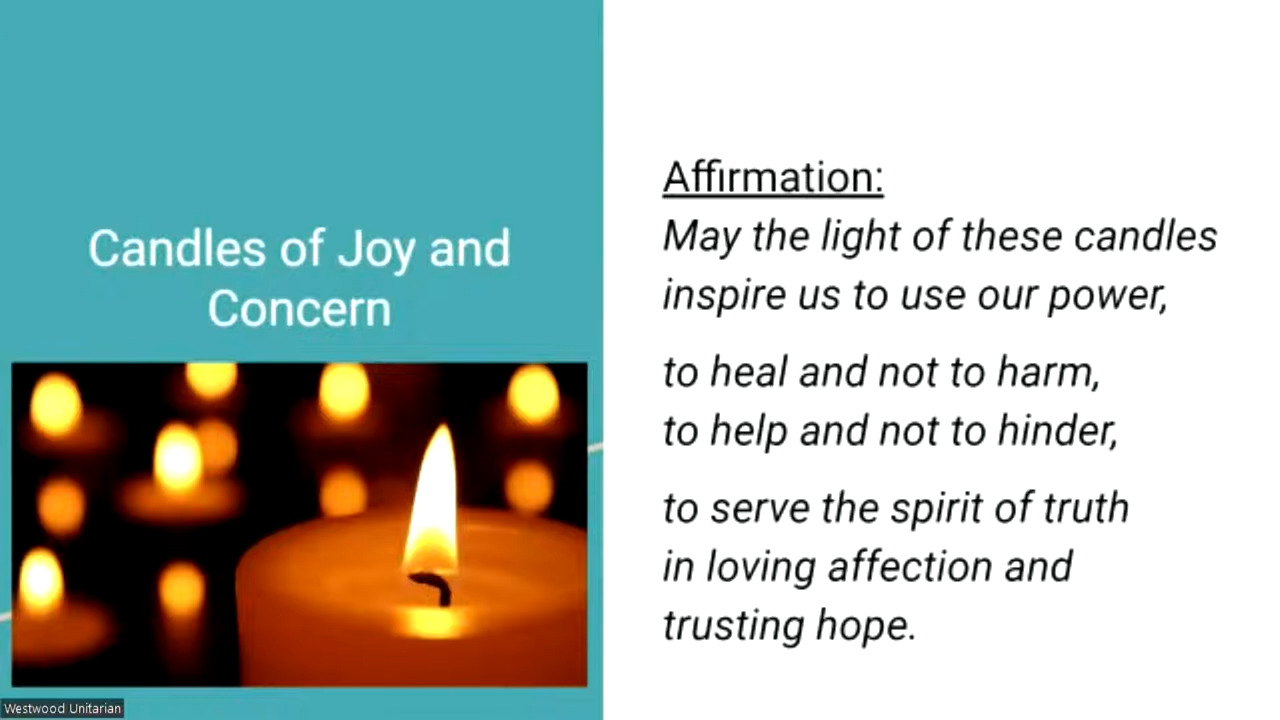 Candles of Joy and
Concern
Affirmation:
May the light of these candles
inspire us to use our power,
to heal and not to harm,
to help and not to hinder,
to serve the spirit of truth
in loving affection and
trusting hope.
Westwood Unitarian